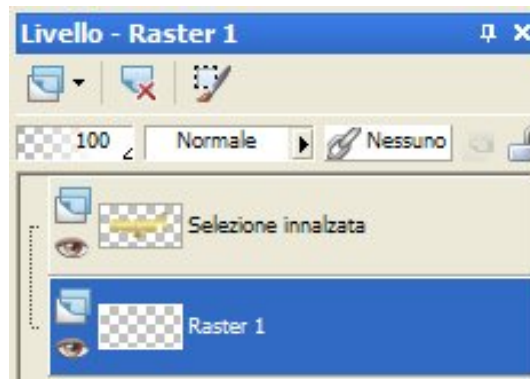 Livello - Raster 1
100 Normale Nessuno
Selezione innalzata
Raster 1